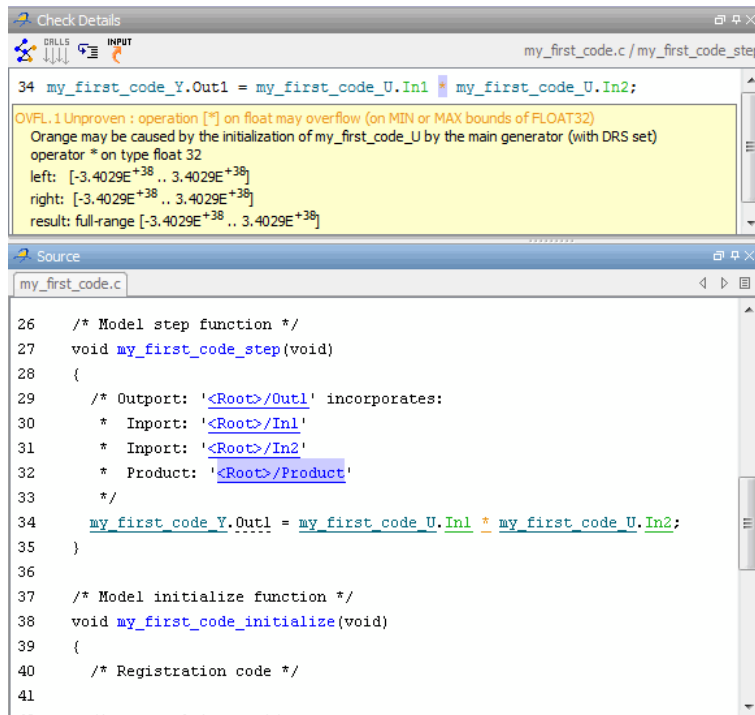 Check Details
CALLS INPUT
my_first_code.c / my_first_code_step
34 my_first_code_Y.Out1 = my_first_code_U.In1 * my_first_code_U.In2;
OVFL.1 Unproven : operation [*] on float may overflow (on MIN or MAX bounds of FLOAT32)
Orange may be caused by the initialization of my_first_code_U by the main generator (with DRS set)
operator * on type float 32
left: [-3.4029E+38 .. 3.4029E+38]
right: [-3.4029E+38 .. 3.4029E+38]
result: full-range [-3.4029E+38 .. 3.4029E+38]
Source
my_first_code.c
26 /* Model step function */
27 void my_first_code_step(void)
28 {
29 /* Outport: '<Root>/Out1' incorporates:
30 * Inport: '<Root>/In1'
31 * Inport: '<Root>/In2'
32 * Product: '<Root>/Product'
33 */
34 my_first_code_Y.Out1 = my_first_code_U.In1 * my_first_code_U.In2;
35 }
36
37 /* Model initialize function */
38 void my_first_code_initialize(void)
39 {
40 /* Registration code */
41